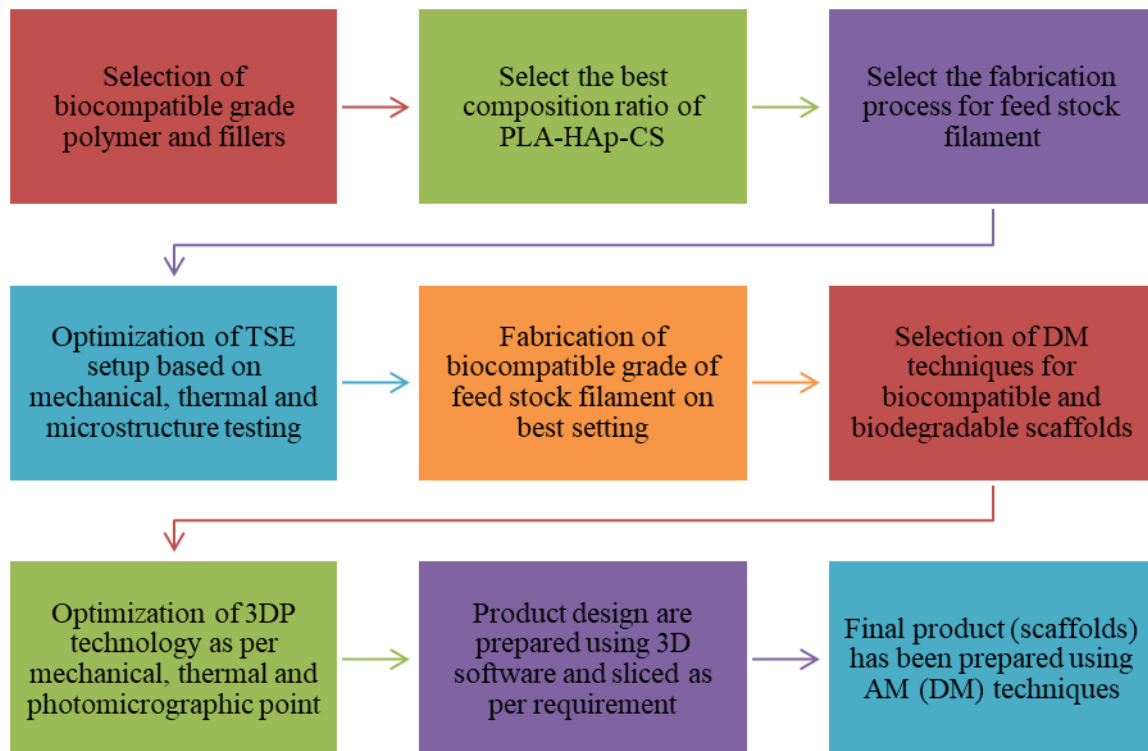 Selection of
biocompatible grade
polymer and fillers
Select the best
composition ratio of
PLA-HAp-CS
Select the fabrication
process for feed stock
filament
Optimization of TSE
setup based on
mechanical, thermal and
microstructure testing
Fabrication of
biocompatible grade of
feed stock filament on
best setting
Selection of DM
techniques for
biocompatible and
biodegradable scaffolds
Optimization of 3DP
technology as per
mechanical, thermal and
photomicrographic point
Product design are
prepared using 3D
software and sliced as
per requirement
Final product (scaffolds)
has been prepared using
AM (DM) techniques